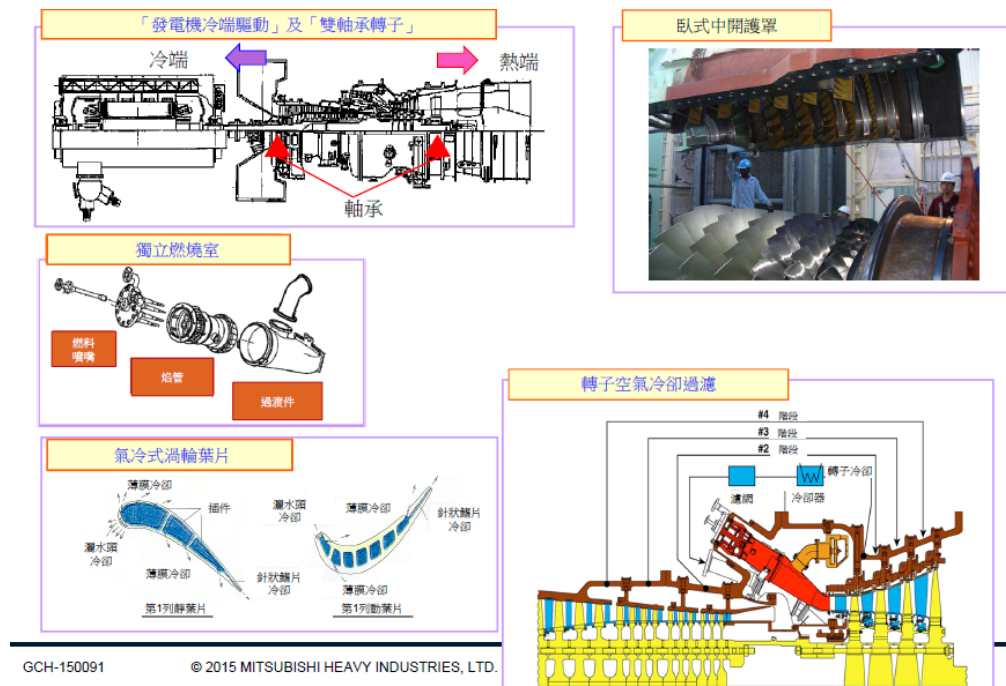 「發電機冷端驅動」及「雙軸承轉子」
冷端
熱端
軸承
臥式中開護罩
獨立燃燒室
燃料
噴嘴
焰管
過渡件
氣冷式渦輪葉片
薄膜冷卻
插件
灑水頭
冷卻
薄膜冷卻
針狀鰭片
冷卻
第1列靜葉片
灑水頭
冷卻
薄膜冷卻
針狀鰭片
冷卻
薄膜冷卻
第1列動葉片
轉子空氣冷卻過濾
#4 階段
#3 階段
#2 階段
轉子冷卻
濾網
冷卻器
GCH-150091
© 2015 MITSUBISHI HEAVY INDUSTRIES, LTD.